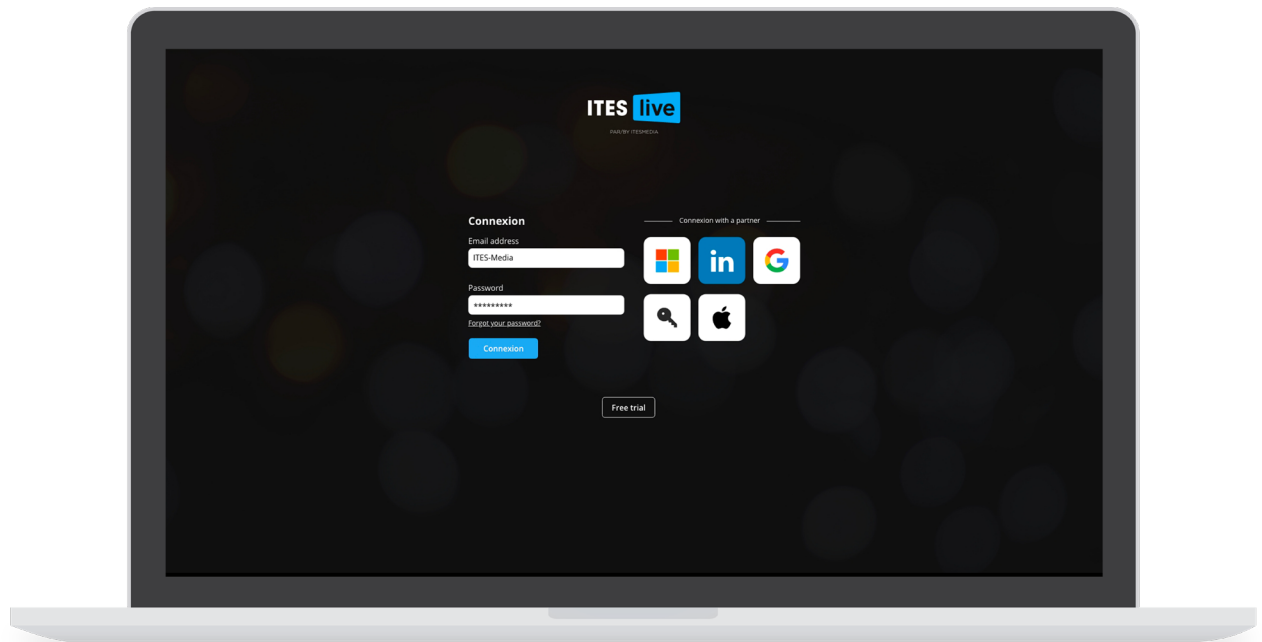 ITES live
PAR/BY ITESMEDIA
Connexion
Email address
ITES-Media
Password
*********
Forgot your password?
Connexion
Connexion with a partner
in
G
Free trial